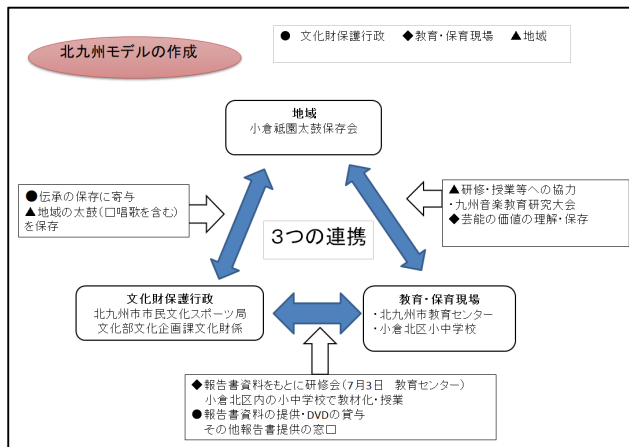 北九州モデルの作成
● 文化財保護行政 ◆教育・保育現場 ▲地域
地域
小倉祇園太鼓保存会
●伝承の保存に寄与
▲地域の太鼓(口唱歌を含む)
を保存
▲研修・授業等への協力
・九州音楽教育研究大会
◆芸能の価値の理解・保存
3つの連携
文化財保護行政
北九州市市民文化スポーツ局
文化部文化企画課文化財係
教育・保育現場
・北九州市教育センター
・小倉北区小中学校
◆報告書資料をもとに研修会(7月3日 教育センター)
小倉北区内の小中学校で教材化・授業
●報告書資料の提供・DVDの貸与
その他報告書提供の窓口